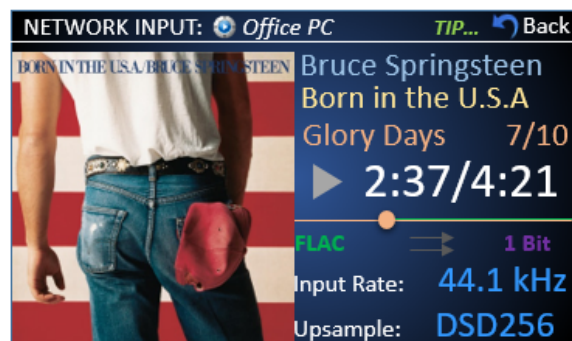 NETWORK INPUT: Office PC TIP... Back
BORN IN THE U.S.A./BRUCE SPRINGSTEEN
Bruce Springsteen
Born in the U.S.A
Glory Days 7/10
2:37/4:21
FLAC 1 Bit
Input Rate: 44.1 kHz
Upsample: DSD256